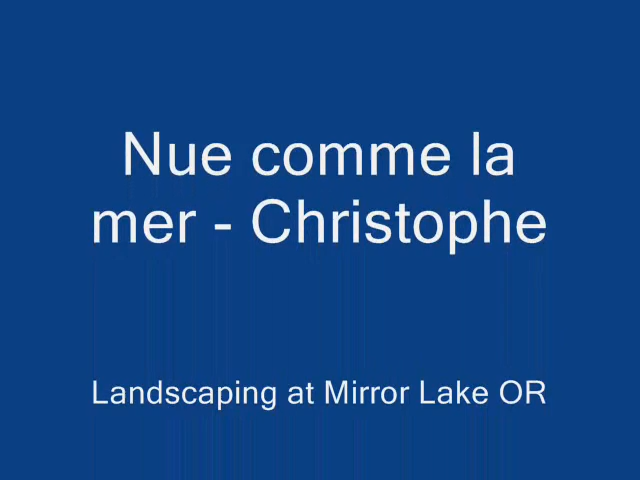 Nue comme la
mer - Christophe
Landscaping at Mirror Lake OR